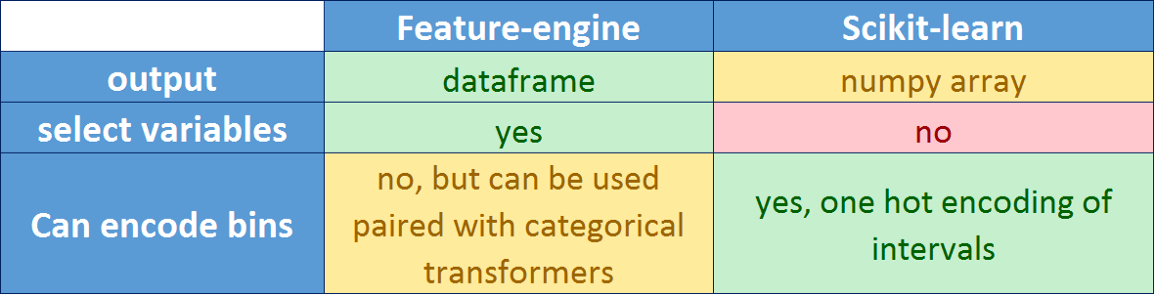 Feature-engine Scikit-learn
output dataframe numpy array
select variables yes no
Can encode bins
no, but can be used
paired with categorical
transformers
yes, one hot encoding of
intervals